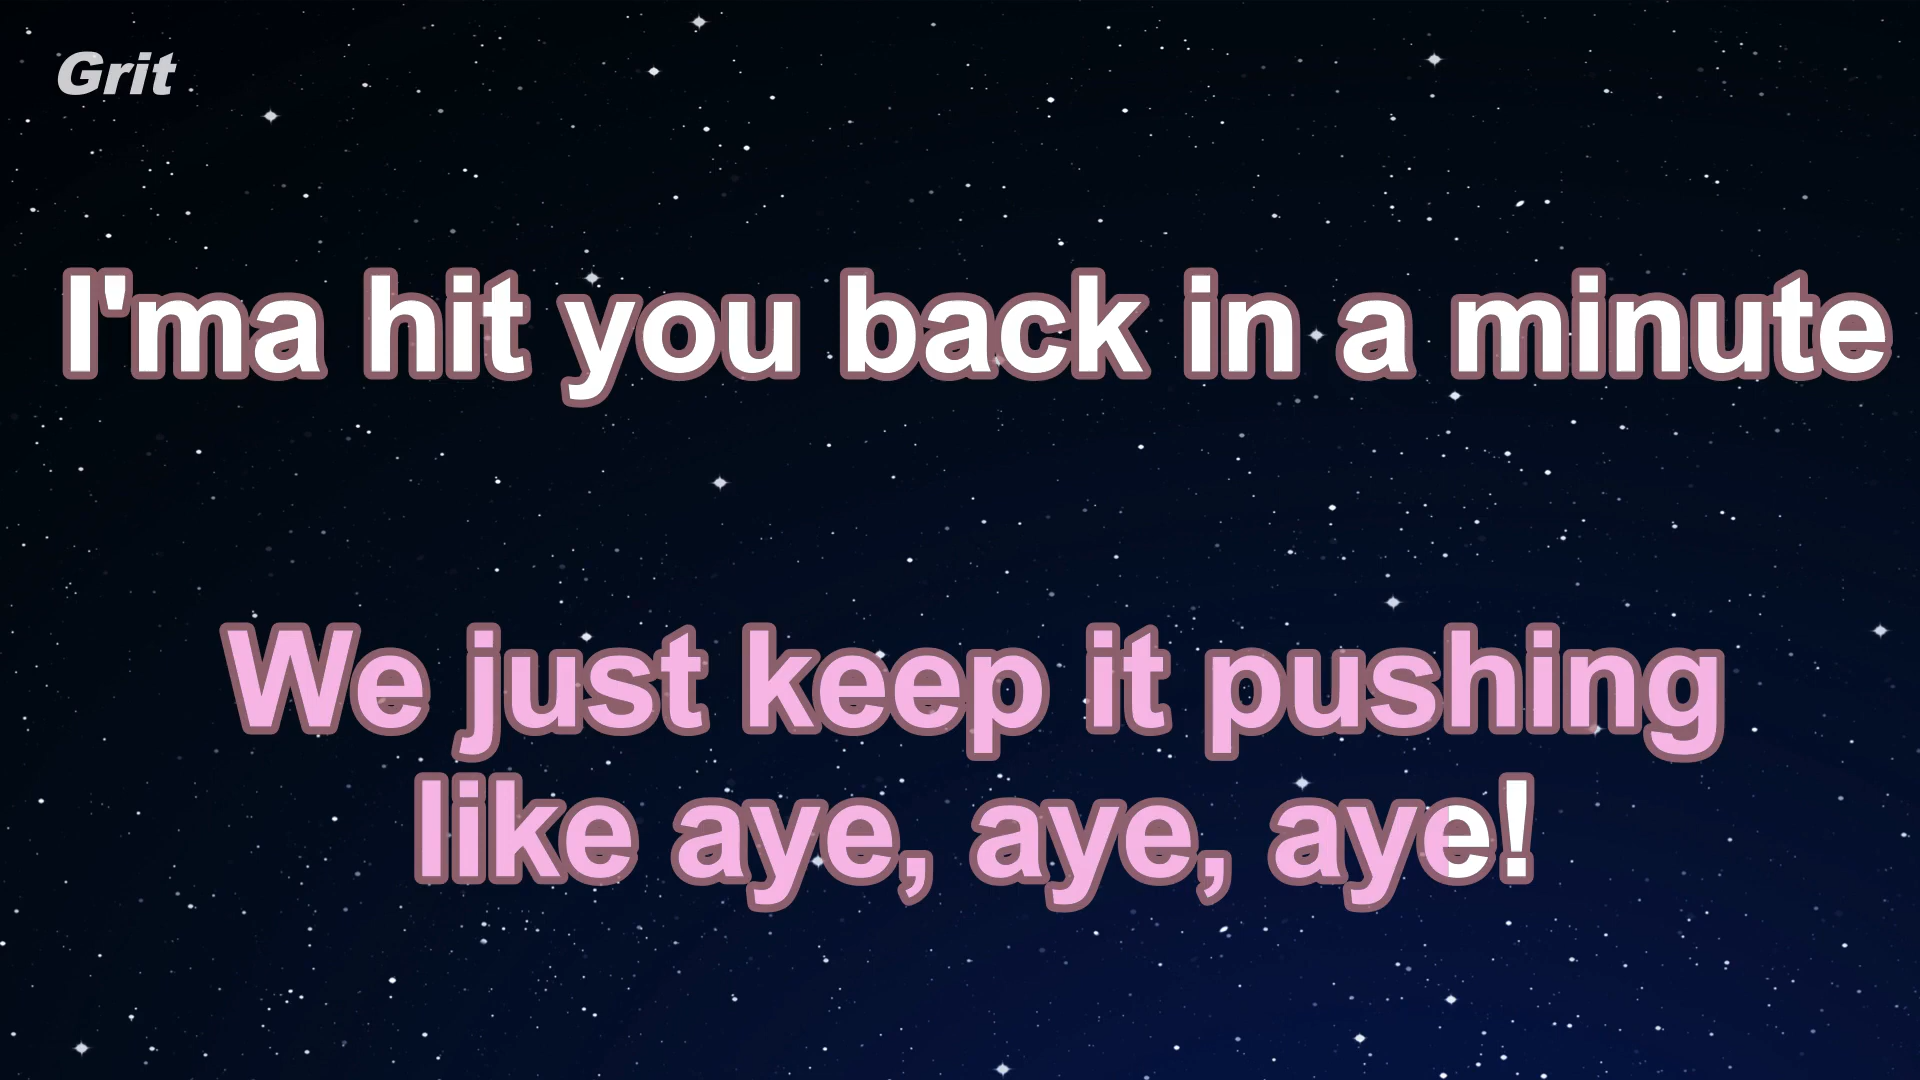 Grit
I'ma hit you back in a minute
We just keep it pushing
like aye, aye, aye!